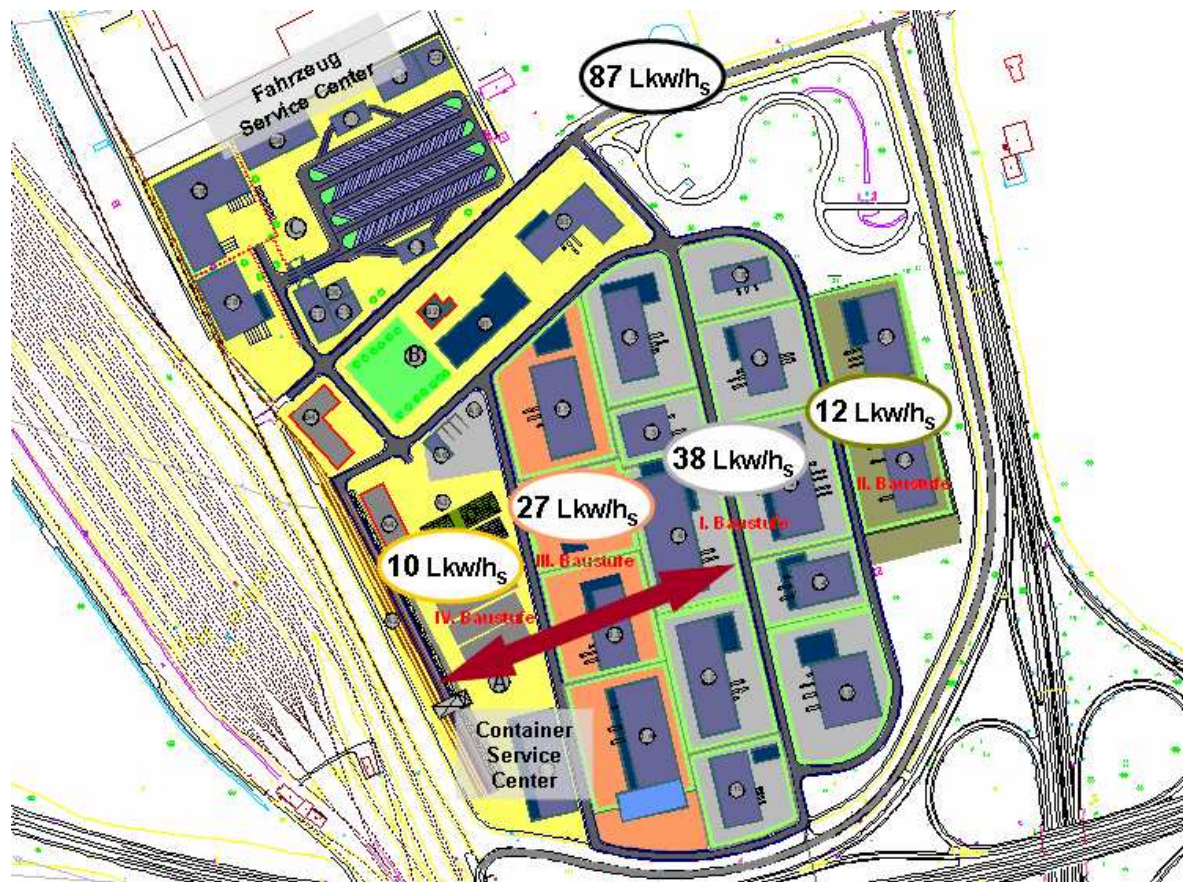 Fahrzeug
Service Center
87 Lkw/hs
12 Lkw/hs
38 Lkw/hs
27 Lkw/hs
10 Lkw/hs
II. Baustufe
I. Baustufe
III. Baustufe
IV. Baustufe
C
B
A
Container
Service
Center